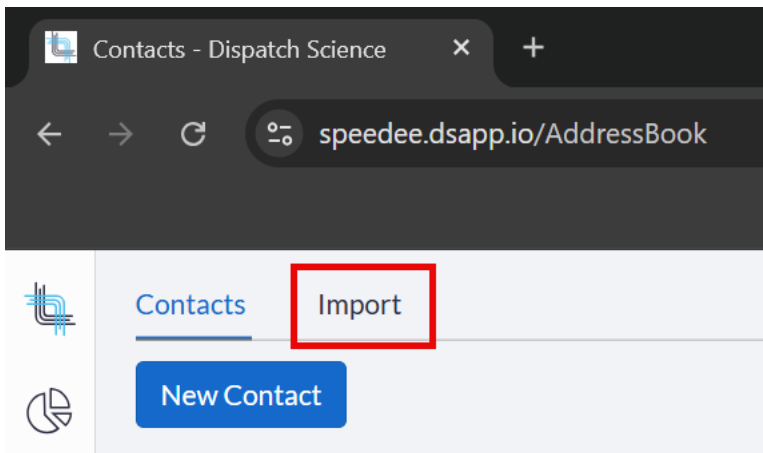 Contacts - Dispatch Science
speedee.dsapp.io/AddressBook
Contacts Import
New Contact